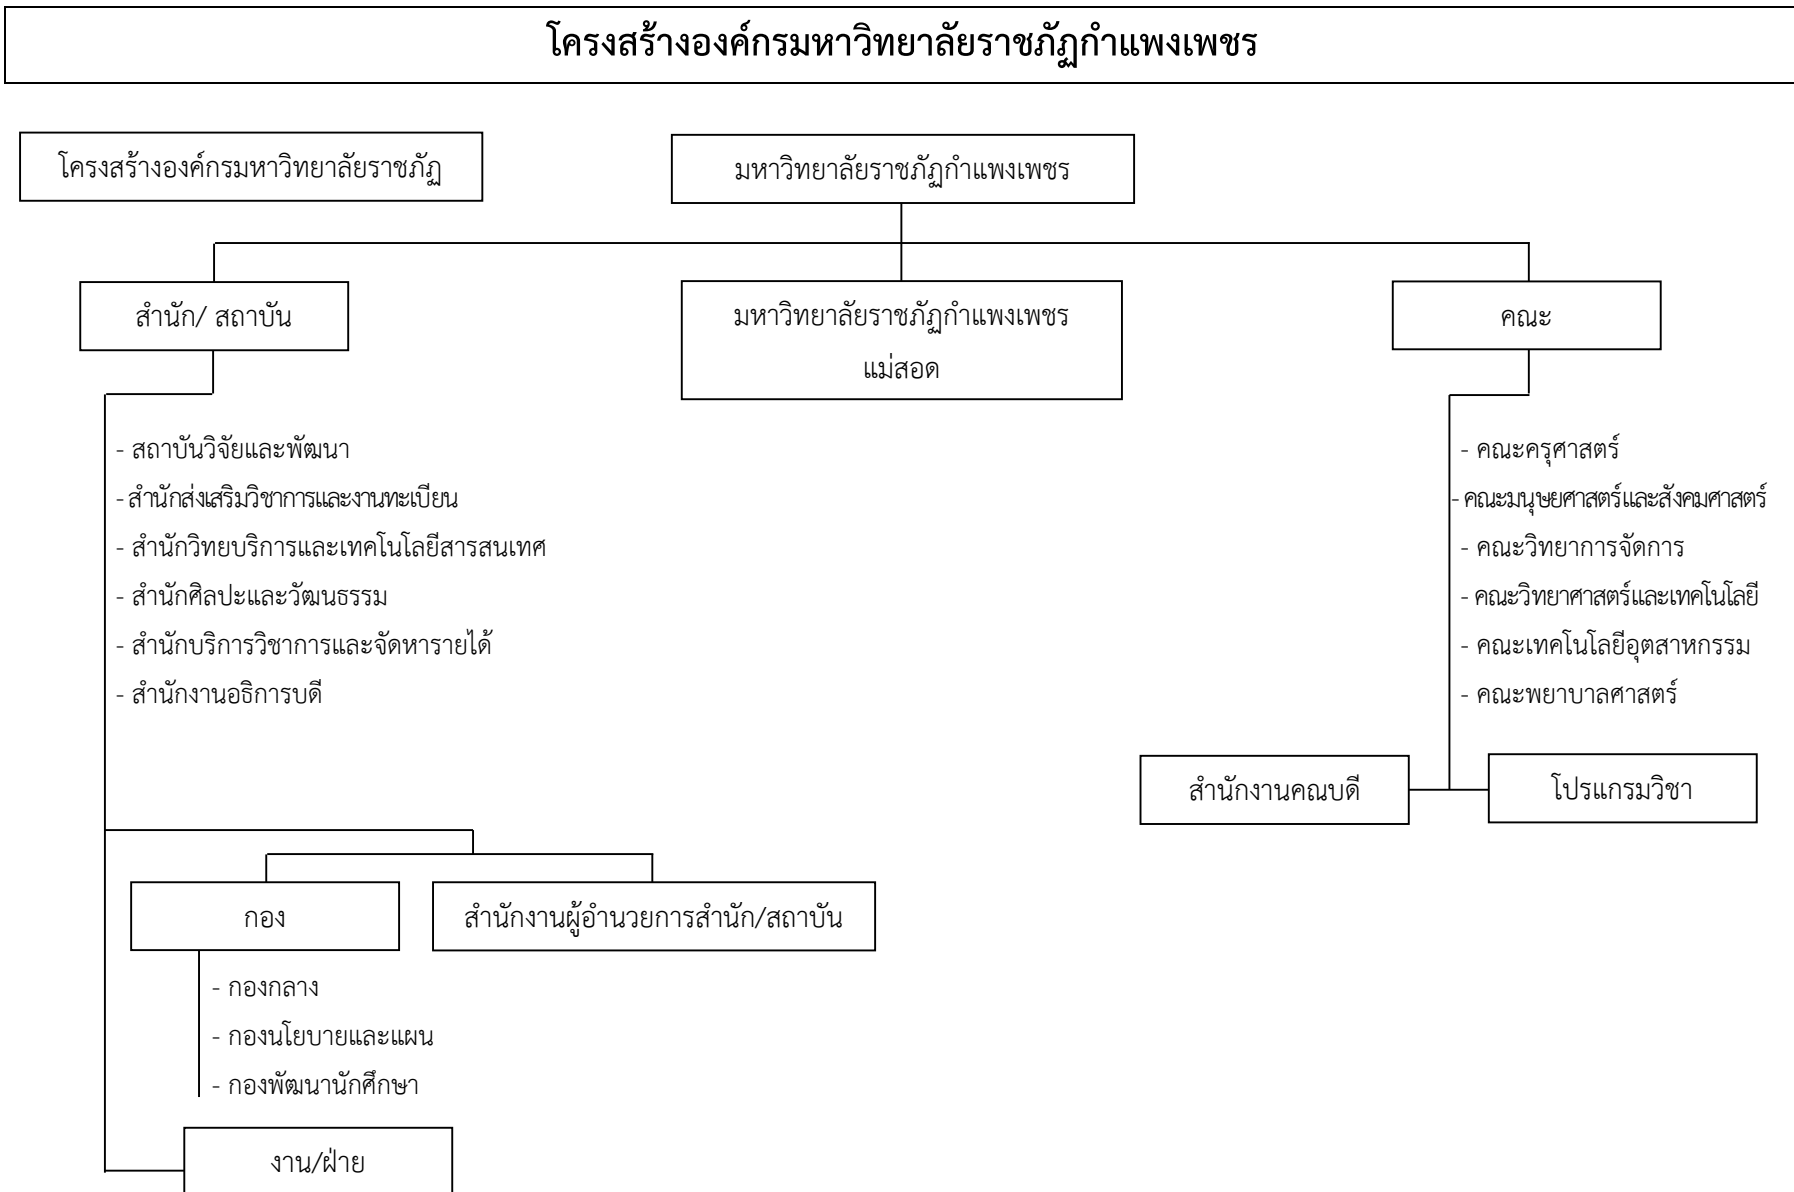 โครงสร้างองค์กรมหาวิทยาลัยราชภัฏกำแพงเพชร
โครงสร้างองค์กรมหาวิทยาลัยราชภัฏ
มหาวิทยาลัยราชภัฏกำแพงเพชร
สำนัก/ สถาบัน
มหาวิทยาลัยราชภัฏกำแพงเพชร
แม่สอด
คณะ
- สถาบันวิจัยและพัฒนา
- สำนักส่งเสริมวิชาการและงานทะเบียน
- สำนักวิทยบริการและเทคโนโลยีสารสนเทศ
- สำนักศิลปะและวัฒนธรรม
- สำนักบริการวิชาการและจัดหารายได้
- สำนักงานอธิการบดี
- คณะครุศาสตร์
- คณะมนุษยศาสตร์และสังคมศาสตร์
- คณะวิทยาการจัดการ
- คณะวิทยาศาสตร์และเทคโนโลยี
- คณะเทคโนโลยีอุตสาหกรรม
- คณะพยาบาลศาสตร์
สำนักงานคณบดี
โปรแกรมวิชา
กอง
สำนักงานผู้อำนวยการสำนัก/สถาบัน
- กองกลาง
- กองนโยบายและแผน
- กองพัฒนานักศึกษา
งาน/ฝ่าย